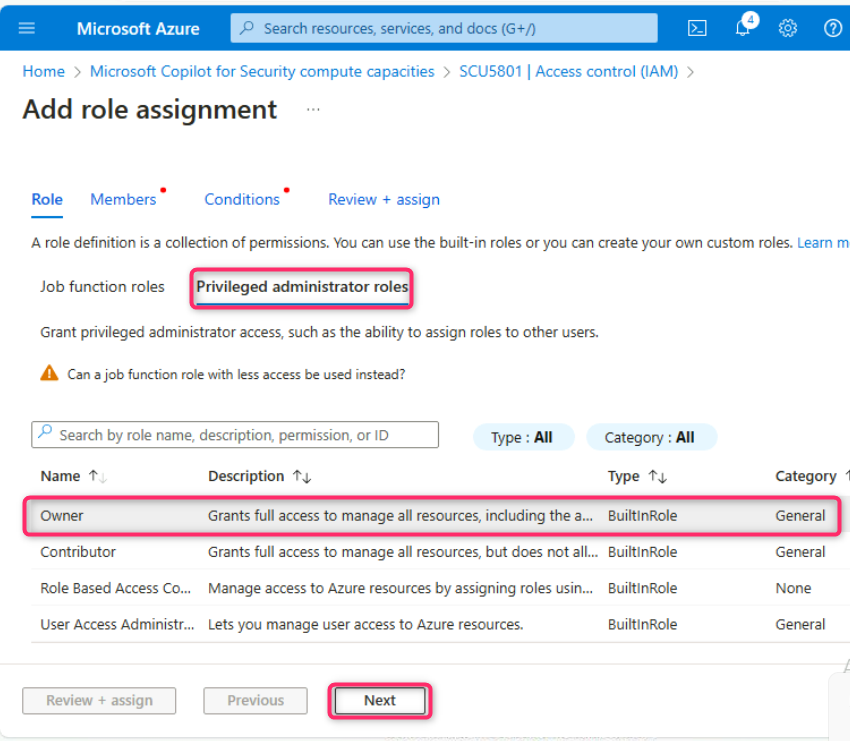 Microsoft Azure
Search resources, services, and docs (G+/)
4
Home > Microsoft Copilot for Security compute capacities > SCU5801 | Access control (IAM) >
Add role assignment ...
Role Members Conditions Review + assign
A role definition is a collection of permissions. You can use the built-in roles or you can create your own custom roles. Learn m
Job function roles Privileged administrator roles
Grant privileged administrator access, such as the ability to assign roles to other users.
Can a job function role with less access be used instead?
Search by role name, description, permission, or ID Type : All Category : All
Name ↑↓ Description ↑↓ Type ↑↓ Category ↑
Owner Grants full access to manage all resources, including the a... BuiltInRole General
Contributor Grants full access to manage all resources, but does not all... BuiltInRole General
Role Based Access Co... Manage access to Azure resources by assigning roles usin... BuiltInRole None
User Access Administr... Lets you manage user access to Azure resources. BuiltInRole General
Review + assign Previous Next